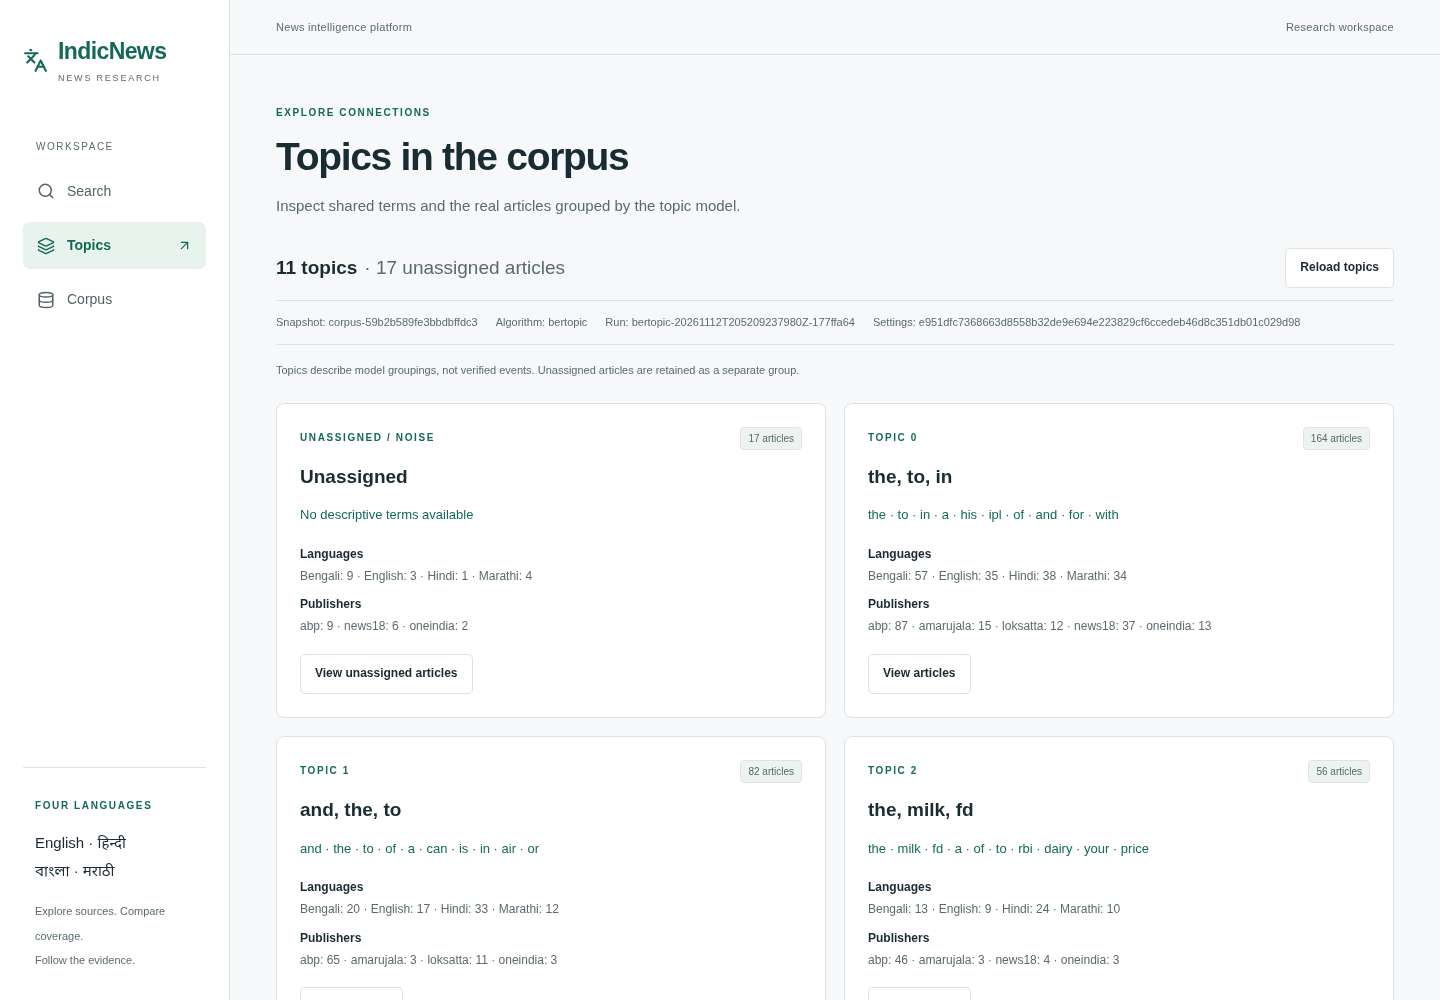 IndicNews
NEWS RESEARCH
WORKSPACE
Search
Topics
Corpus
FOUR LANGUAGES
English · हिन्दी
বাংলা · मराठी
Explore sources. Compare
coverage.
Follow the evidence.
News intelligence platform
Research workspace
EXPLORE CONNECTIONS
Topics in the corpus
Inspect shared terms and the real articles grouped by the topic model.
11 topics · 17 unassigned articles
Reload topics
Snapshot: corpus-59b2b589fe3bbdbffdc3 Algorithm: bertopic Run: bertopic-20261112T205209237980Z-177ffa64 Settings: e951dfc7368663d8558b32de9e694e223829cf6ccedeb46d8c351db01c029d98
Topics describe model groupings, not verified events. Unassigned articles are retained as a separate group.
UNASSIGNED / NOISE
17 articles
Unassigned
No descriptive terms available
Languages
Bengali: 9 · English: 3 · Hindi: 1 · Marathi: 4
Publishers
abp: 9 · news18: 6 · oneindia: 2
View unassigned articles
TOPIC 0
164 articles
the, to, in
the · to · in · a · his · ipl · of · and · for · with
Languages
Bengali: 57 · English: 35 · Hindi: 38 · Marathi: 34
Publishers
abp: 87 · amarujala: 15 · loksatta: 12 · news18: 37 · oneindia: 13
View articles
TOPIC 1
82 articles
and, the, to
and · the · to · of · a · can · is · in · air · or
Languages
Bengali: 20 · English: 17 · Hindi: 33 · Marathi: 12
Publishers
abp: 65 · amarujala: 3 · loksatta: 11 · oneindia: 3
TOPIC 2
56 articles
the, milk, fd
the · milk · fd · a · of · to · rbi · dairy · your · price
Languages
Bengali: 13 · English: 9 · Hindi: 24 · Marathi: 10
Publishers
abp: 46 · amarujala: 3 · news18: 4 · oneindia: 3